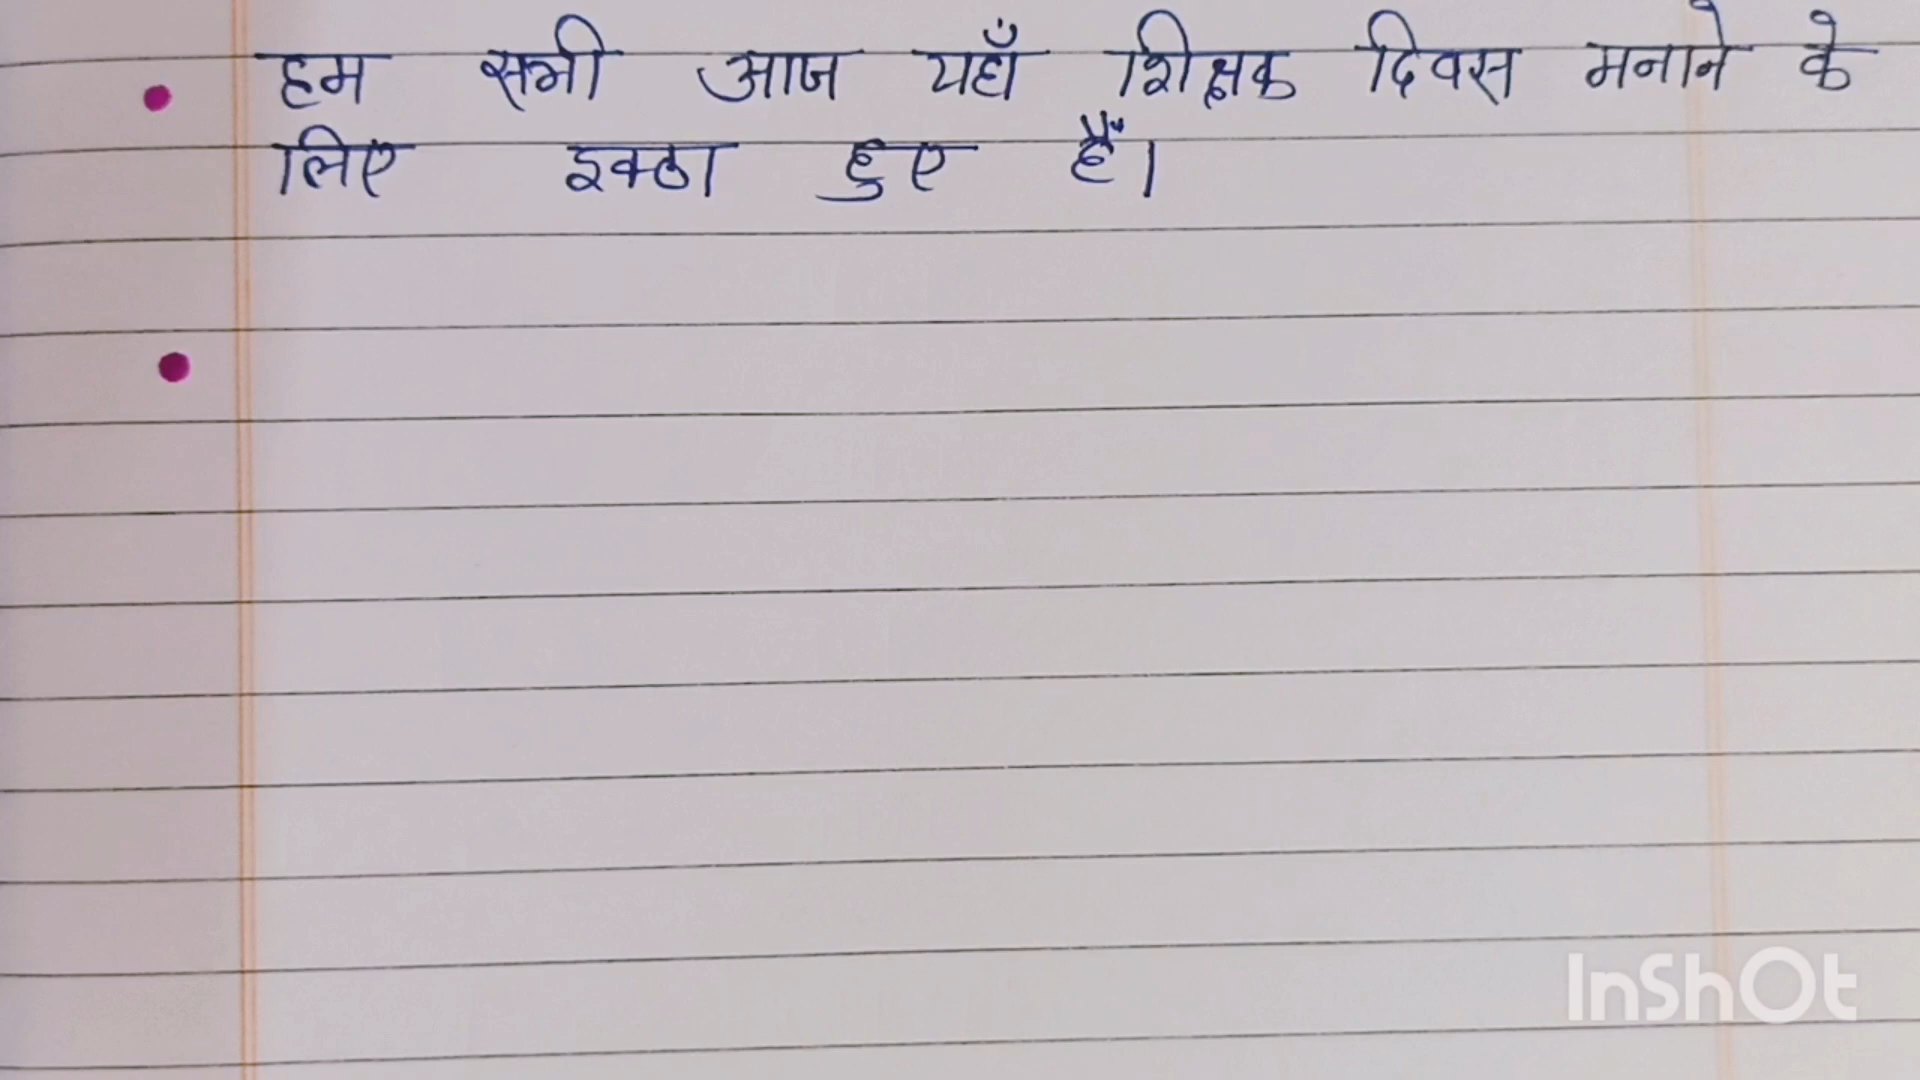 हम सभी आज यहाँ शिक्षक दिवस मनाने के
लिए इक्ठा हुए हैं।
InShOt